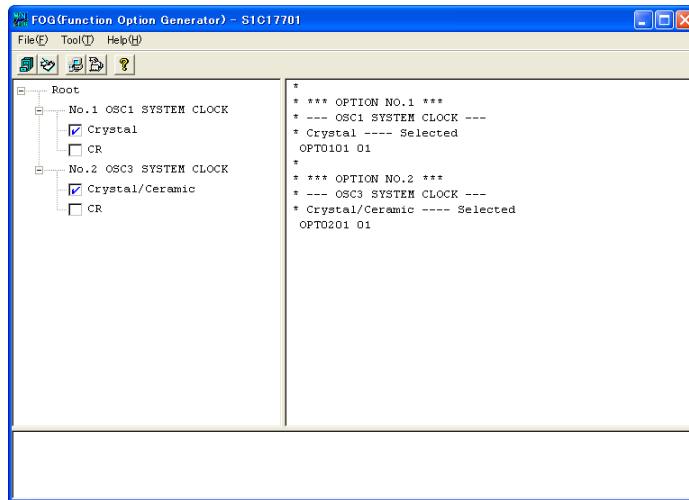 FOG(Function Option Generator) - S1C17701
File(F) Tool(T) Help(H)
Root
No.1 OSC1 SYSTEM CLOCK
Crystal
CR
No.2 OSC3 SYSTEM CLOCK
Crystal/Ceramic
CR
*
* *** OPTION NO.1 ***
* --- OSC1 SYSTEM CLOCK ---
* Crystal ---- Selected
OPT0101 01
*
* *** OPTION NO.2 ***
* --- OSC3 SYSTEM CLOCK ---
* Crystal/Ceramic ---- Selected
OPT0201 01